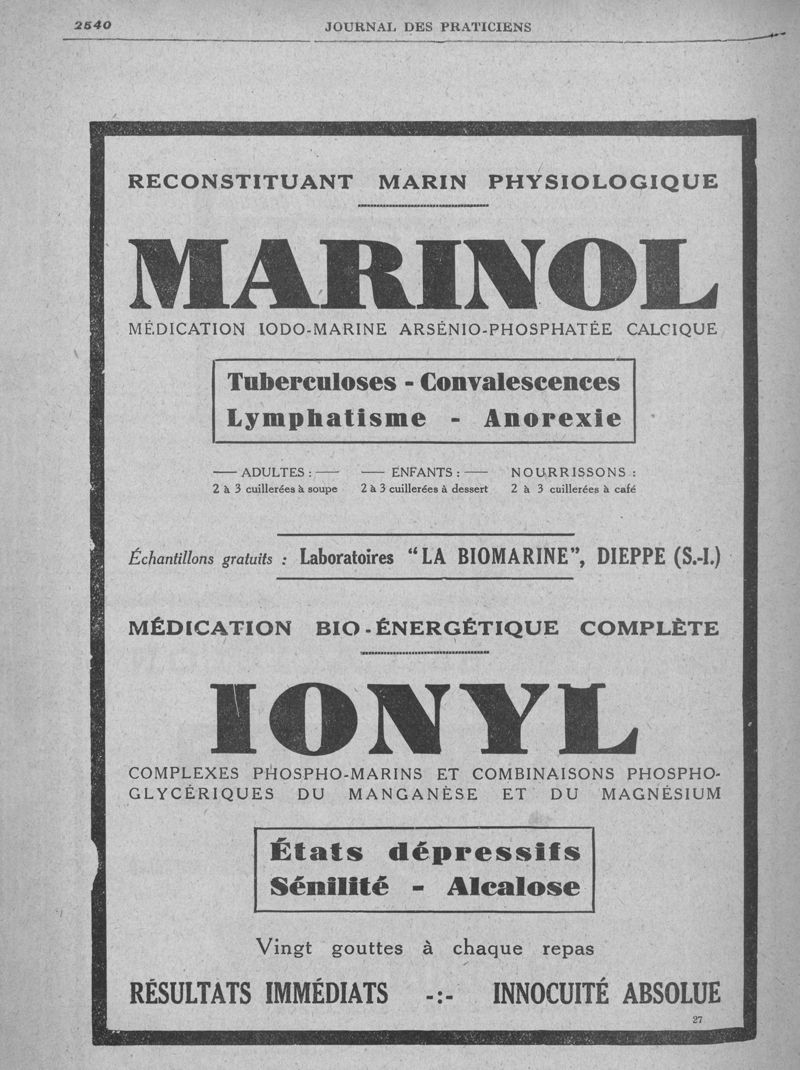 2540
JOURNAL DES PRATICIENS
RECONSTITUANT MARIN PHYSIOLOGIQUE
MARINOL
MÉDICATION IODO-MARINE ARSÉNIO-PHOSPHATÉE CALCIQUE
Tuberculoses - Convalescences
Lymphatisme - Anorexie
— ADULTES : — — ENFANTS : — NOURRISSONS :
2 à 3 cuillerées à soupe 2 à 3 cuillerées à dessert 2 à 3 cuillerées à café
Échantillons gratuits : Laboratoires "LA BIOMARINE", DIEPPE (S.-I.)
MÉDICATION BIO-ÉNERGÉTIQUE COMPLÈTE
IONYL
COMPLEXES PHOSPHO-MARINS ET COMBINAISONS PHOSPHO-
GLYCÉRIQUES DU MANGANÈSE ET DU MAGNÉSIUM
États dépressifs
Sénilité - Alcalose
Vingt gouttes à chaque repas
RÉSULTATS IMMÉDIATS -:- INNOCUITÉ ABSOLUE
27